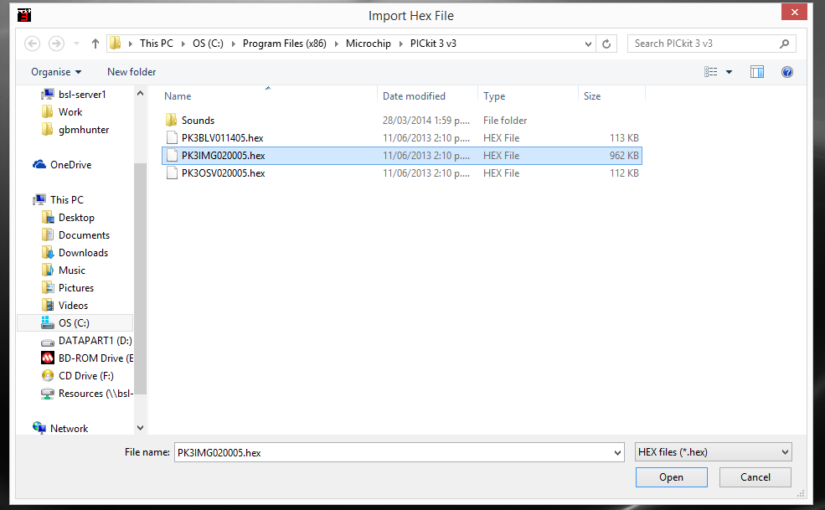 Import Hex File
This PC OS (C:) Program Files (x86) Microchip PICkit 3 v3
Search PICkit 3 v3
Organise New folder
Name Date modified Type Size
bsl-server1
Work
gbmhunter
OneDrive
This PC
Desktop
Documents
Downloads
Music
Pictures
Videos
OS (C:)
DATAPART1 (D:)
BD-ROM Drive (E
CD Drive (F:)
Resources (\\bsl-
Network
Sounds 28/03/2014 1:59 p.... File folder
PK3BLV011405.hex 11/06/2013 2:10 p.... HEX File 113 KB
PK3IMG020005.hex 11/06/2013 2:10 p.... HEX File 962 KB
PK3OSV020005.hex 11/06/2013 2:10 p.... HEX File 112 KB
File name: PK3IMG020005.hex HEX files (*.hex)
Open Cancel